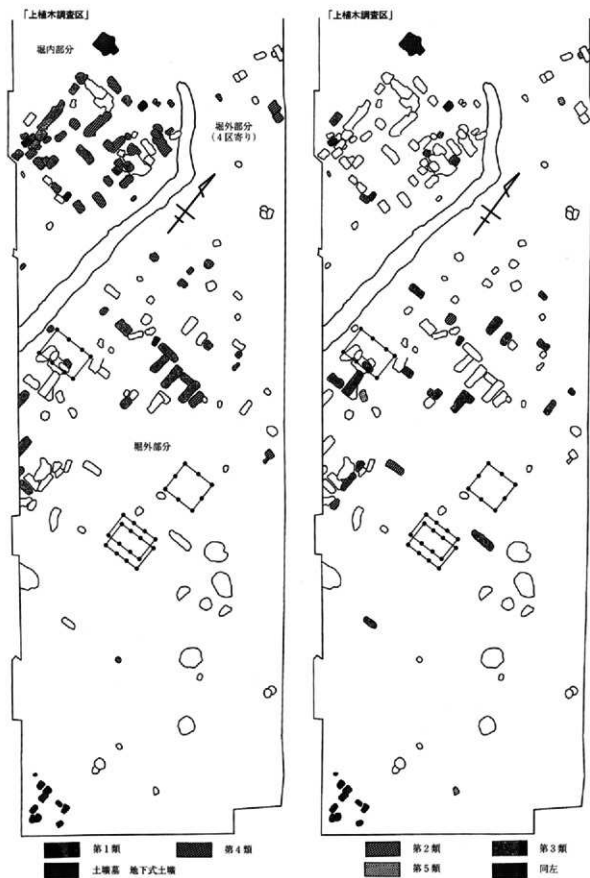 「上植木調査区」
堀内部分
堀外部分
(4区寄り)
堀外部分
第1類
第4類
土壙墓 地下式土壙
「上植木調査区」
第2類
第3類
第5類
同左